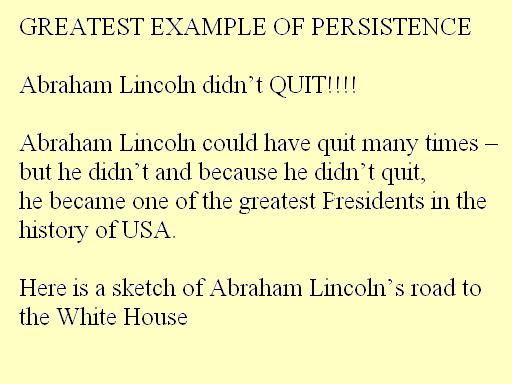 GREATEST EXAMPLE OF PERSISTENCE
Abraham Lincoln didn’t QUIT!!!!
Abraham Lincoln could have quit many times –
but he didn’t and because he didn’t quit,
he became one of the greatest Presidents in the
history of USA.
Here is a sketch of Abraham Lincoln’s road to
the White House